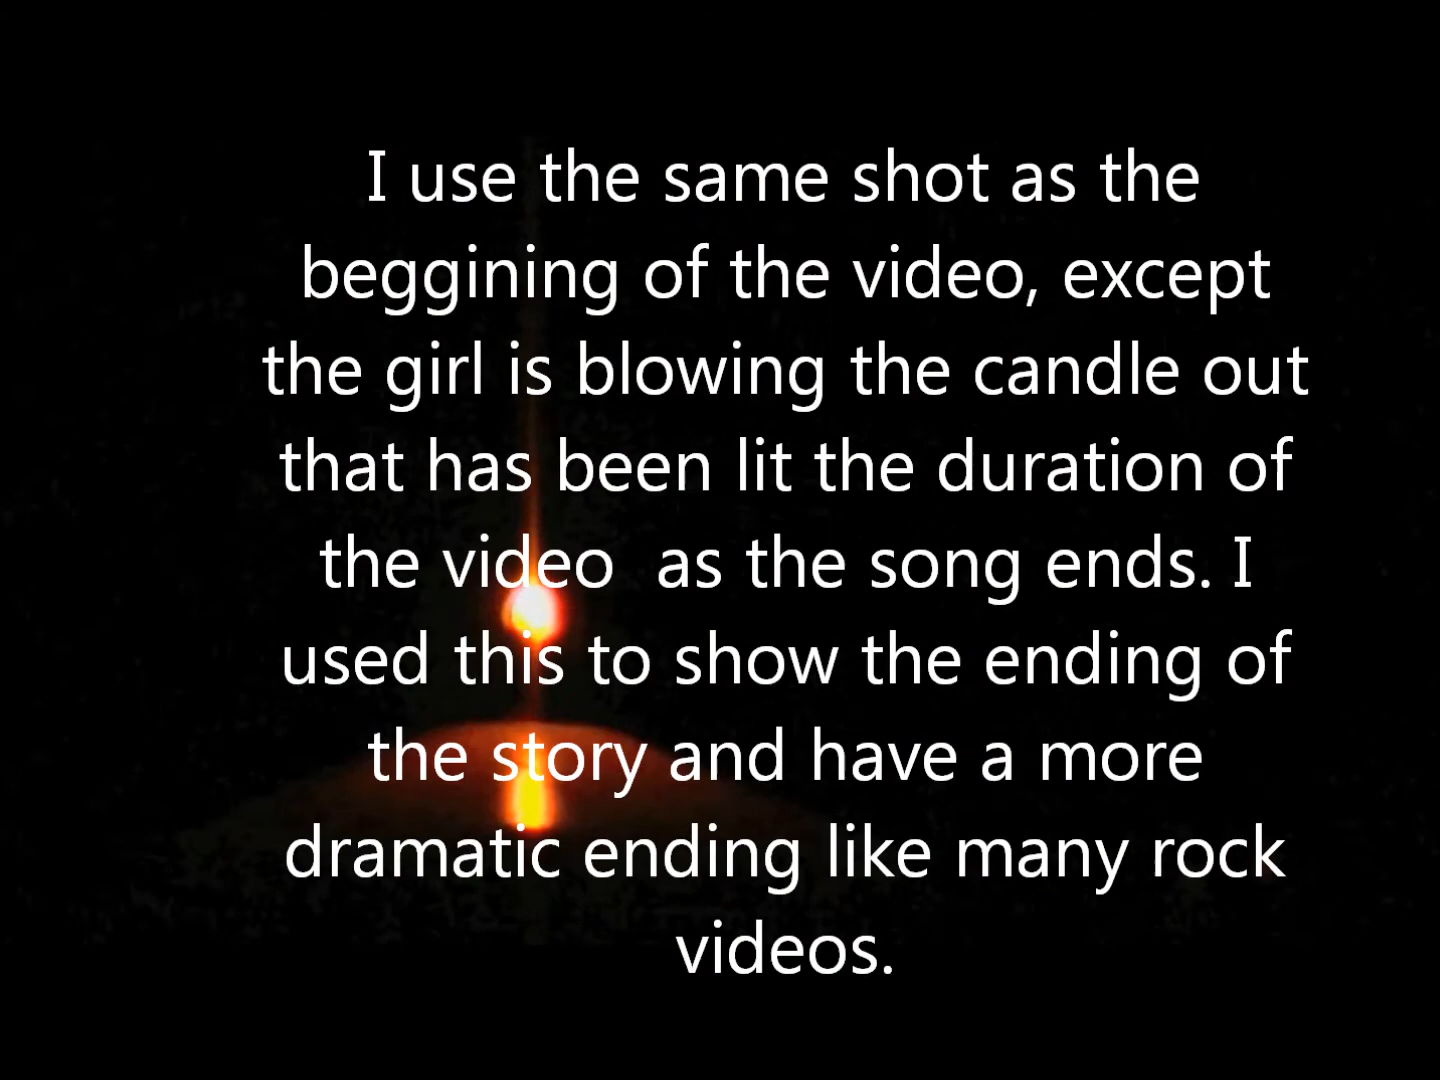 I use the same shot as the
beggining of the video, except
the girl is blowing the candle out
that has been lit the duration of
the video  as the song ends. I
used this to show the ending of
the story and have a more
dramatic ending like many rock
videos.